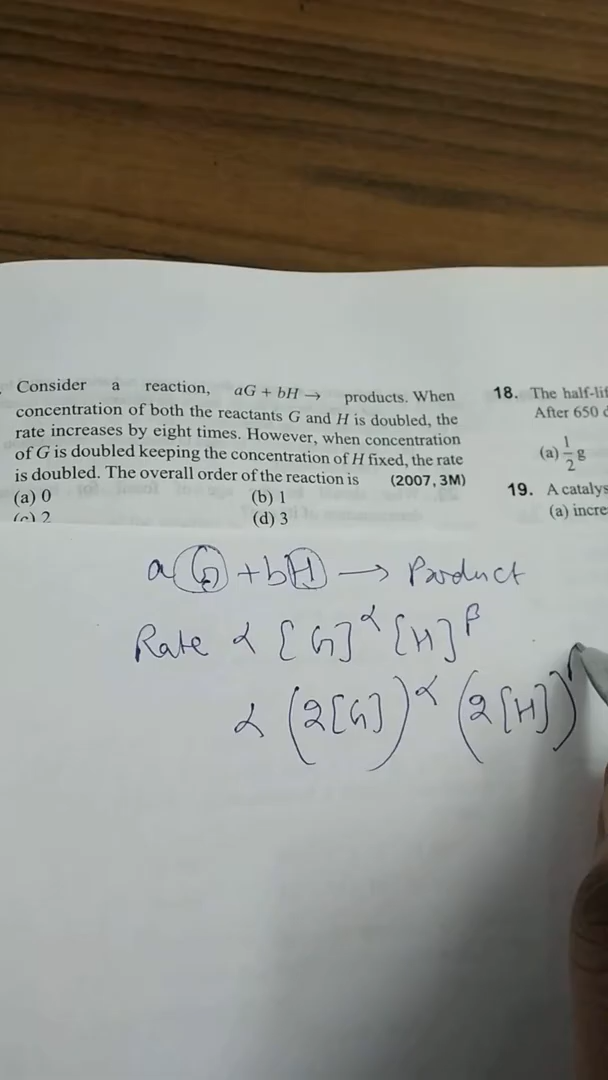 Consider a reaction, aG + bH → products. When
concentration of both the reactants G and H is doubled, the
rate increases by eight times. However, when concentration
of G is doubled keeping the concentration of H fixed, the rate
is doubled. The overall order of the reaction is (2007, 3M)
(a) 0 (b) 1
(c) 2 (d) 3
18. The half-lif
After 650 d
(a) 1/2 g
19. A catalys
(a) incre
a G + b H → Product
Rate ∝ [G]^α [H]^β
∝ (2[G])^α (2[H])